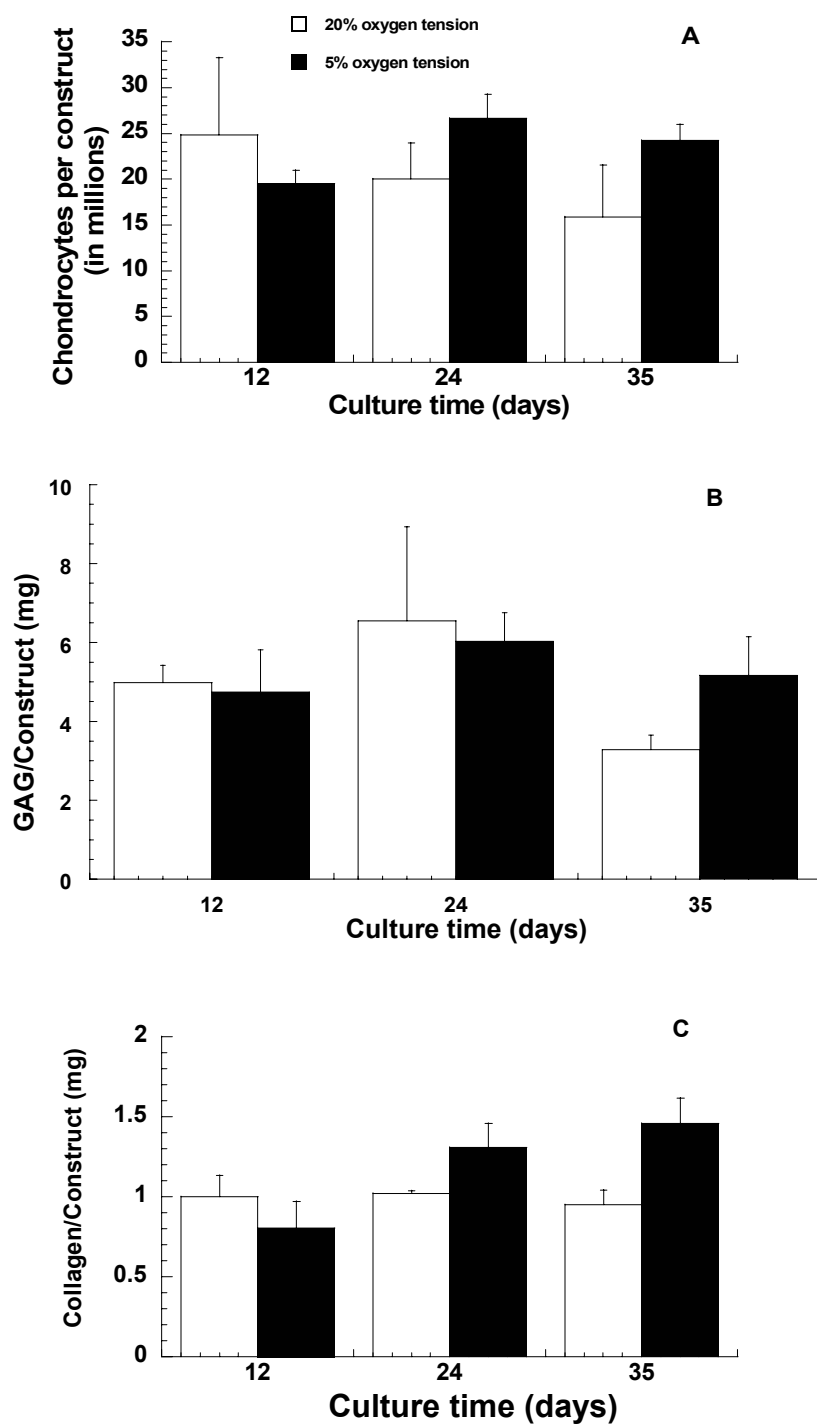 20% oxygen tension
5% oxygen tension
A
Chondrocytes per construct
(in millions)
35
30
25
20
15
10
5
0
12 24 35
Culture time (days)
B
GAG/Construct (mg)
10
8
6
4
2
0
12 24 35
Culture time (days)
C
Collagen/Construct (mg)
2
1.5
1
0.5
0
12 24 35
Culture time (days)